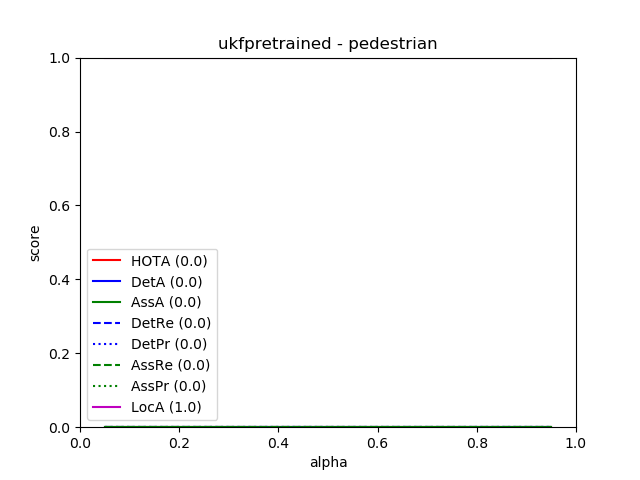 ukfpretrained - pedestrian
1.0
0.8
0.6
0.4
0.2
0.0
score
HOTA (0.0)
DetA (0.0)
AssA (0.0)
DetRe (0.0)
DetPr (0.0)
AssRe (0.0)
AssPr (0.0)
LocA (1.0)
0.0 0.2 0.4 0.6 0.8 1.0
alpha